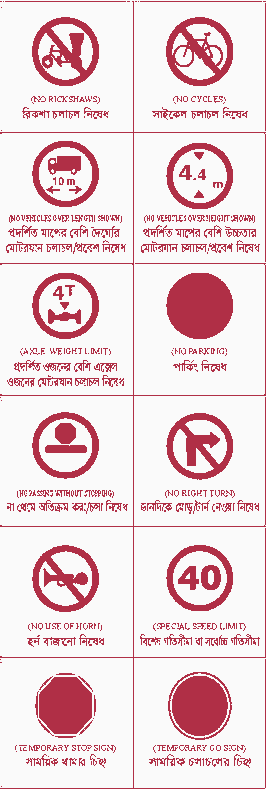 (NO RICKSHAWS)
রিকশা চলাচল নিষেধ
(NO CYCLES)
সাইকেল চলাচল নিষেধ
10 m
(NO VEHICLES OVER LENGTH SHOWN)
প্রদর্শিত মাপের বেশি দৈর্ঘ্যের
মোটরযান চলাচল/প্রবেশ নিষেধ
4.4 m
(NO VEHICLES OVER HEIGHT SHOWN)
প্রদর্শিত মাপের বেশি উচ্চতার
মোটরযান চলাচল/প্রবেশ নিষেধ
4T
(AXLE WEIGHT LIMIT)
প্রদর্শিত ওজনের বেশি এক্সেল
ওজনের মোটরযান চলাচল নিষেধ
(NO PARKING)
পার্কিং নিষেধ
(NO PASSING WITHOUT STOPPING)
না থেমে অতিক্রম করা/চলা নিষেধ
(NO RIGHT TURN)
ডানদিকে মোড়/টার্ন নেওয়া নিষেধ
(NO USE OF HORN)
হর্ন বাজানো নিষেধ
40
(SPECIAL SPEED LIMIT)
বিশেষ গতিসীমা বা সর্বোচ্চ গতিসীমা
(TEMPORARY STOP SIGN)
সাময়িক থামার চিহ্ন
(TEMPORARY GO SIGN)
সাময়িক চলাচলের চিহ্ন